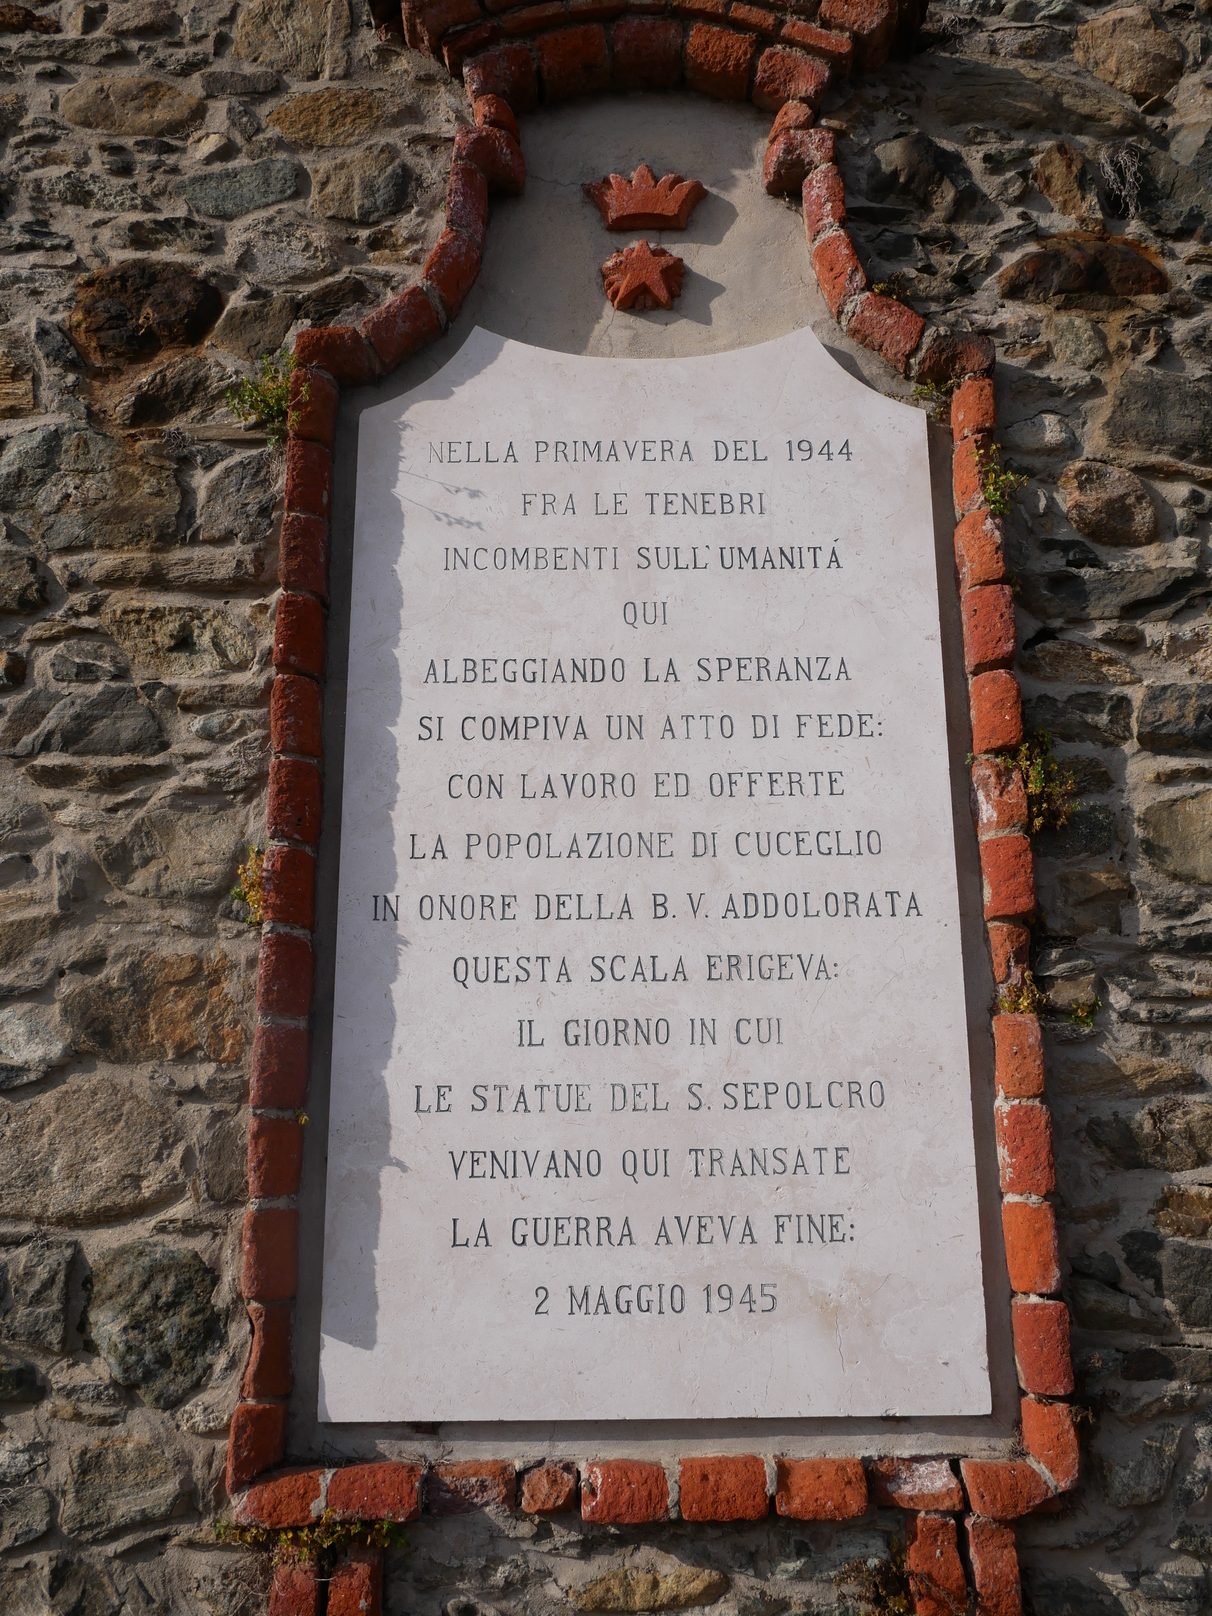 NELLA PRIMAVERA DEL 1944
FRA LE TENEBRI
INCOMBENTI SULL'UMANITÁ
QUI
ALBEGGIANDO LA SPERANZA
SI COMPIVA UN ATTO DI FEDE:
CON LAVORO ED OFFERTE
LA POPOLAZIONE DI CUCEGLIO
IN ONORE DELLA B. V. ADDOLORATA
QUESTA SCALA ERIGEVA:
IL GIORNO IN CUI
LE STATUE DEL S. SEPOLCRO
VENIVANO QUI TRANSATE
LA GUERRA AVEVA FINE:
2 MAGGIO 1945